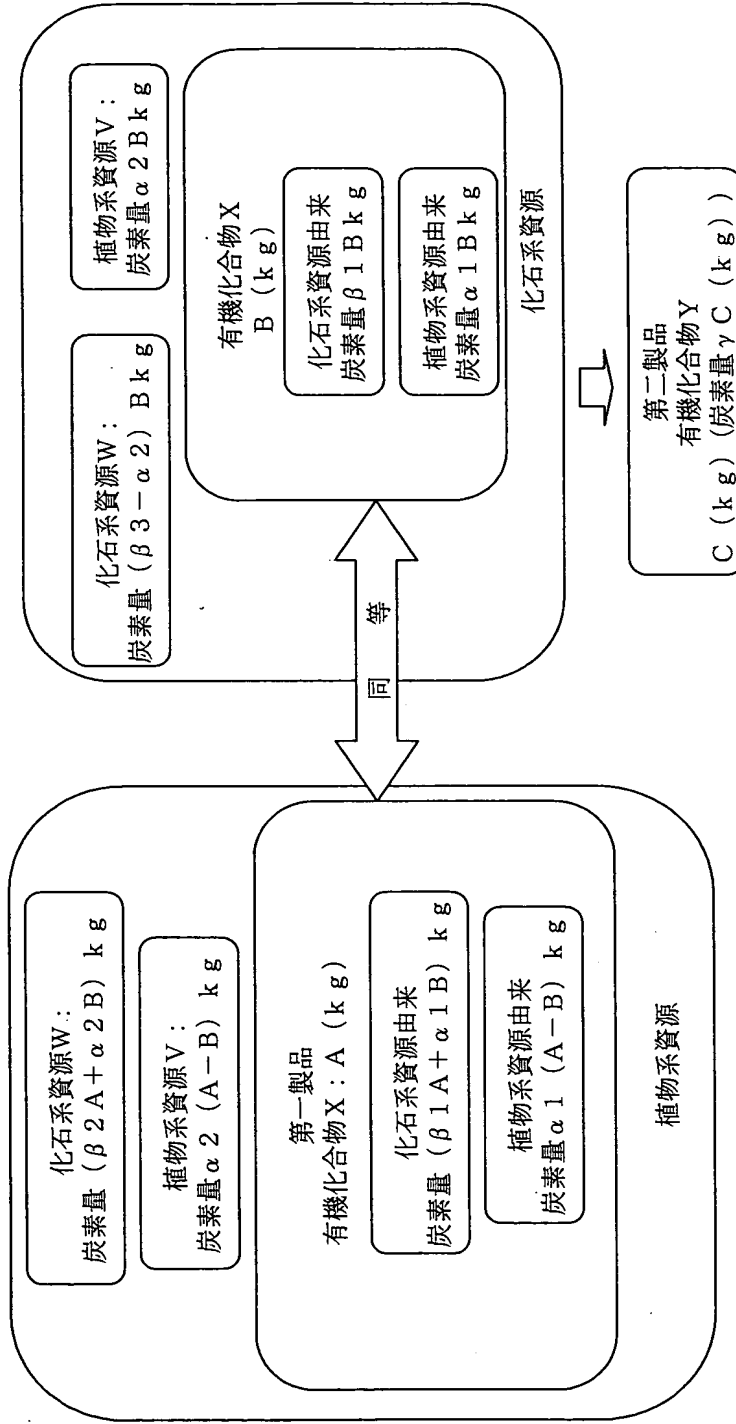 化石系資源W：
炭素量（β２A＋α２B）ｋｇ
植物系資源V：
炭素量α２（A－B）ｋｇ
第一製品
有機化合物X：A（ｋｇ）
化石系資源由来
炭素量（β１A＋α１B）ｋｇ
植物系資源由来
炭素量α１（A－B）ｋｇ
植物系資源
同　等
化石系資源W：
炭素量（β３－α２）Bｋｇ
植物系資源V：
炭素量α２Bｋｇ
有機化合物X
B（ｋｇ）
化石系資源由来
炭素量β１Bｋｇ
植物系資源由来
炭素量α１Bｋｇ
化石系資源
第二製品
有機化合物Y
C（ｋｇ）（炭素量γC（ｋｇ））